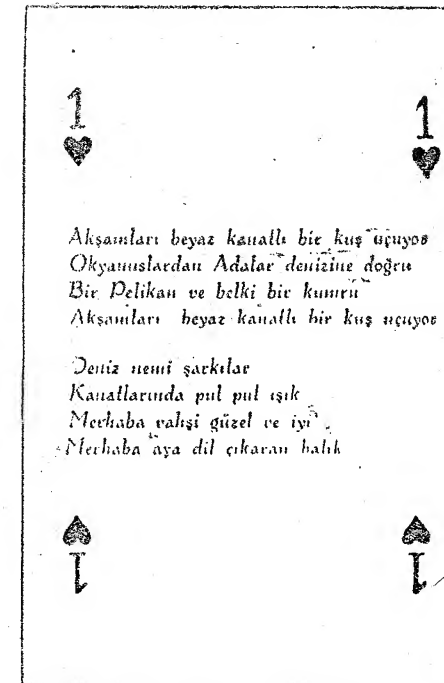 1 1
Akşamları beyaz kanatlı bir kuş uçuyor
Okyanuslardan Adalar denizine doğru
Bir Pelikan ve belki bir kumru
Akşamları beyaz kanatlı bir kuş uçuyor
Deniz nemi şarkılar
Kanatlarında pul pul ışık
Merhaba vahşi güzel ve iyi
Merhaba aya dil çıkaran balık
1 1